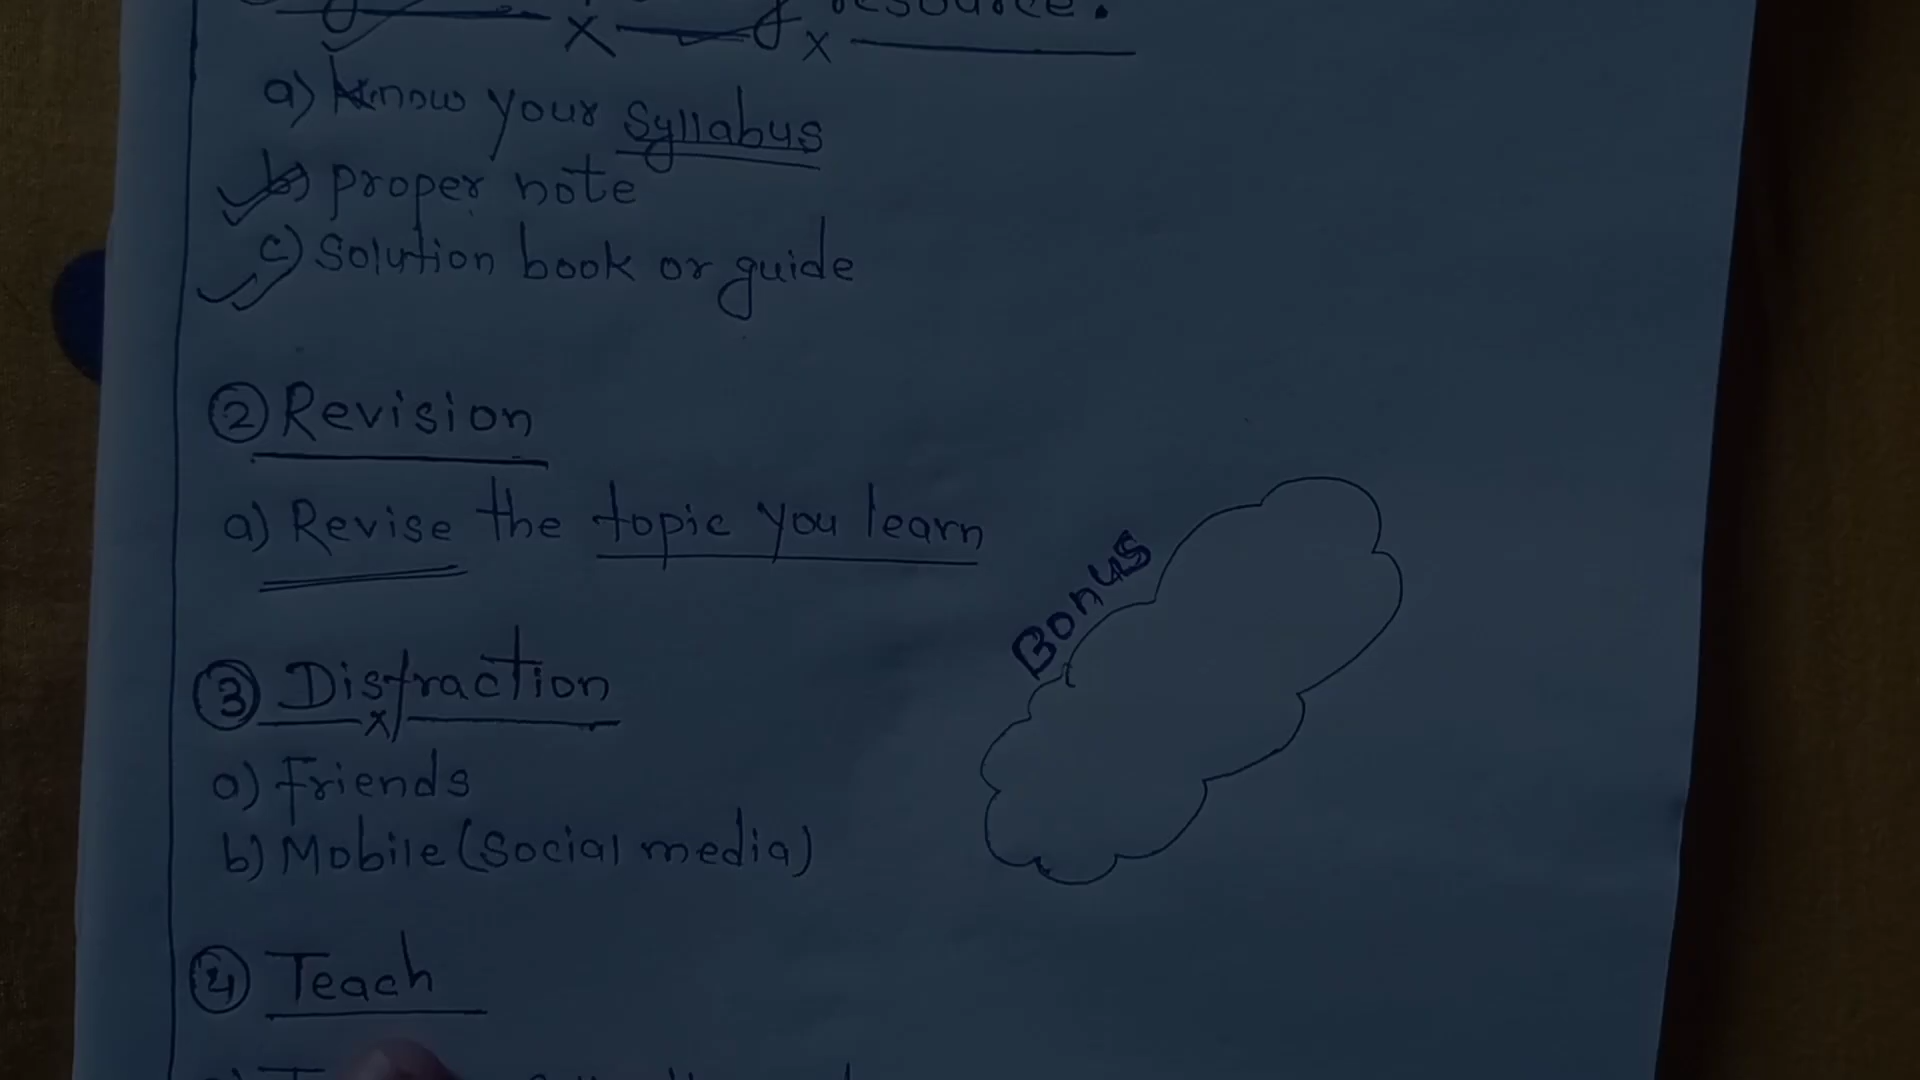 resource.
a) Know your syllabus
b) proper note
c) Solution book or guide
② Revision
a) Revise the topic you learn
Bonus
③ Distraction
a) Friends
b) Mobile (Social media)
④ Teach